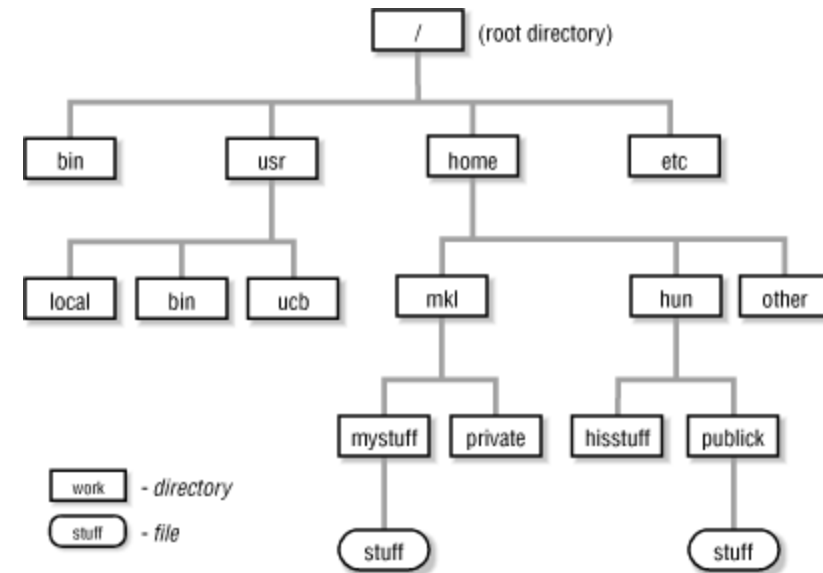 / (root directory)
bin usr home etc
local bin ucb mkl hun other
mystuff private hisstuff publick
work - directory
stuff - file
stuff stuff